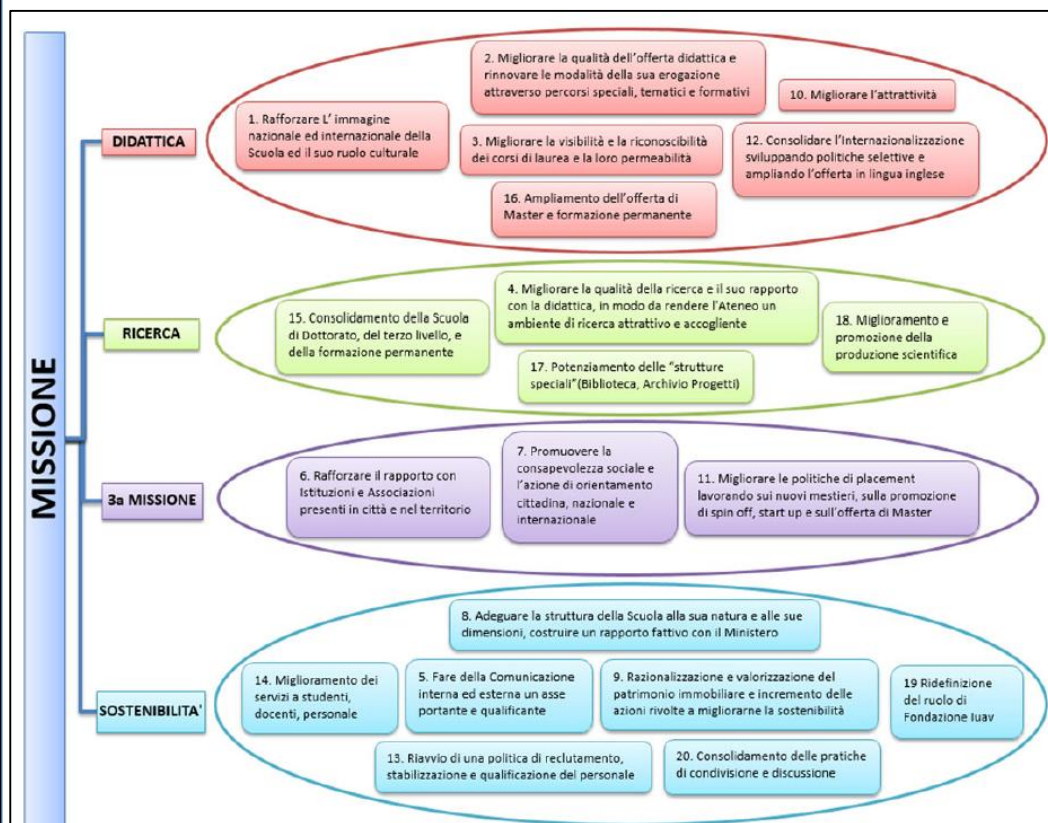 MISSIONE
DIDATTICA
1. Rafforzare L' immagine
nazionale ed internazionale della
Scuola ed il suo ruolo culturale
2. Migliorare la qualità dell'offerta didattica e
rinnovare le modalità della sua erogazione
attraverso percorsi speciali, tematici e formativi
10. Migliorare l'attrattività
3. Migliorare la visibilità e la riconoscibilità
dei corsi di laurea e la loro permeabilità
12. Consolidare l'Internazionalizzazione
sviluppando politiche selettive e
ampliando l'offerta in lingua inglese
16. Ampliamento dell'offerta di
Master e formazione permanente
RICERCA
15. Consolidamento della Scuola
di Dottorato, del terzo livello, e
della formazione permanente
4. Migliorare la qualità della ricerca e il suo rapporto
con la didattica, in modo da rendere l'Ateneo un
ambiente di ricerca attrattivo e accogliente
18. Miglioramento e
promozione della
produzione scientifica
17. Potenziamento delle "strutture
speciali"(Biblioteca, Archivio Progetti)
3a MISSIONE
6. Rafforzare il rapporto con
Istituzioni e Associazioni
presenti in città e nel territorio
7. Promuovere la
consapevolezza sociale e
l'azione di orientamento
cittadina, nazionale e
internazionale
11. Migliorare le politiche di placement
lavorando sui nuovi mestieri, sulla promozione
di spin off, start up e sull'offerta di Master
SOSTENIBILITA'
8. Adeguare la struttura della Scuola alla sua natura e alle sue
dimensioni, costruire un rapporto fattivo con il Ministero
14. Miglioramento dei
servizi a studenti,
docenti, personale
5. Fare della Comunicazione
interna ed esterna un asse
portante e qualificante
9. Razionalizzazione e valorizzazione del
patrimonio immobiliare e incremento delle
azioni rivolte a migliorarne la sostenibilità
19 Ridefinizione
del ruolo di
Fondazione Iuav
13. Riavvio di una politica di reclutamento,
stabilizzazione e qualificazione del personale
20. Consolidamento delle pratiche
di condivisione e discussione